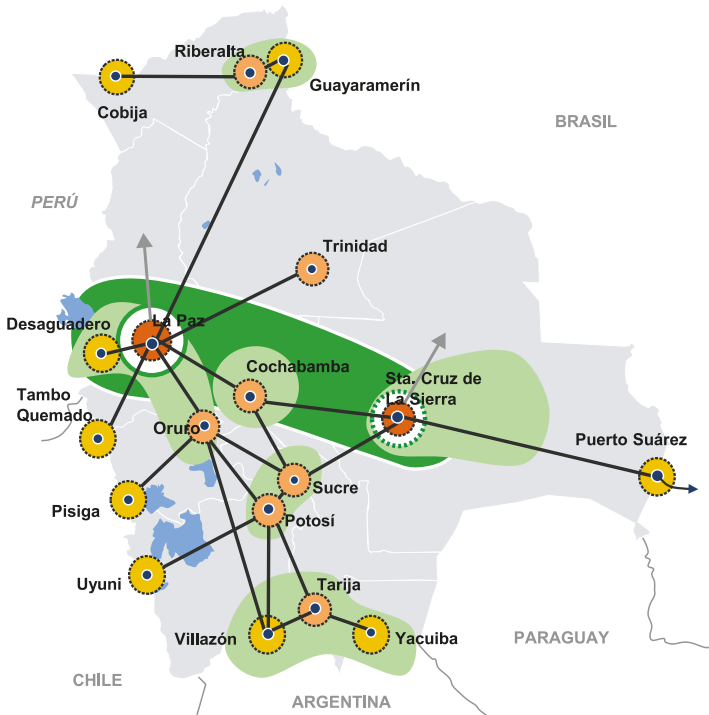 Riberalta
Guayaramerín
Cobija
BRASIL
PERÚ
Trinidad
La Paz
Desaguadero
Cochabamba
Sta. Cruz de
La Sierra
Tambo
Quemado
Oruro
Puerto Suárez
Sucre
Pisiga
Potosí
Uyuni
Tarija
Villazón
Yacuiba
PARAGUAY
CHILE
ARGENTINA